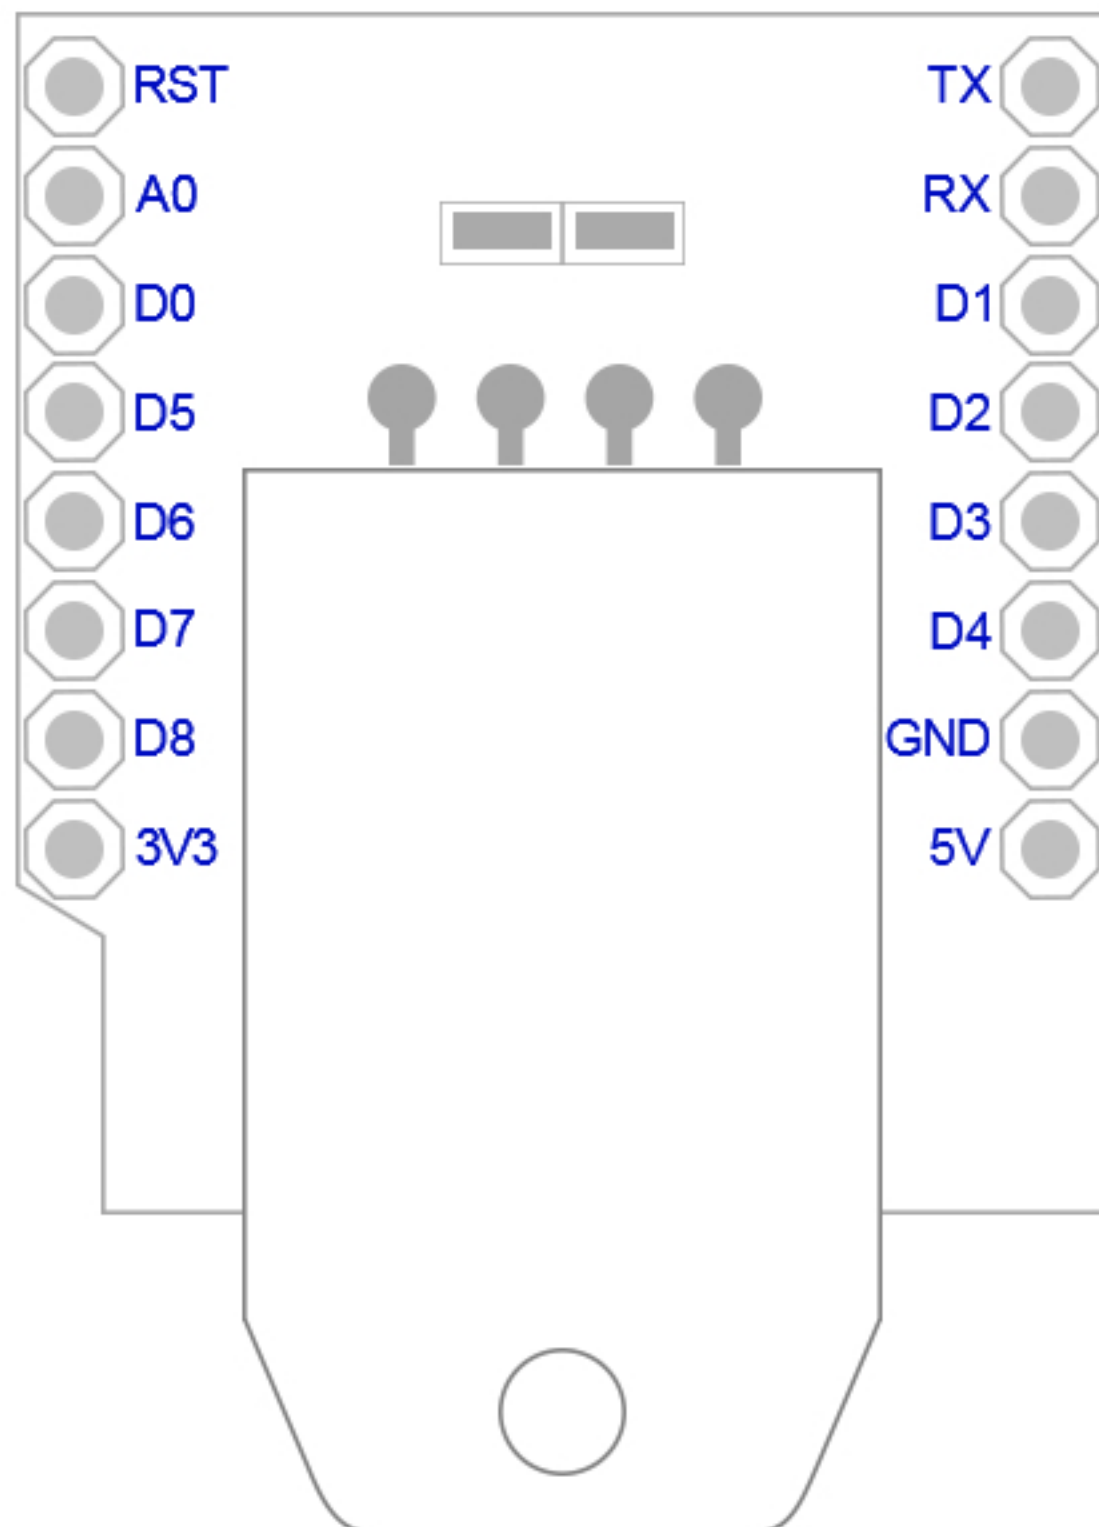 RST TX
A0 RX
D0 D1
D5 D2
D6 D3
D7 D4
D8 GND
3V3 5V